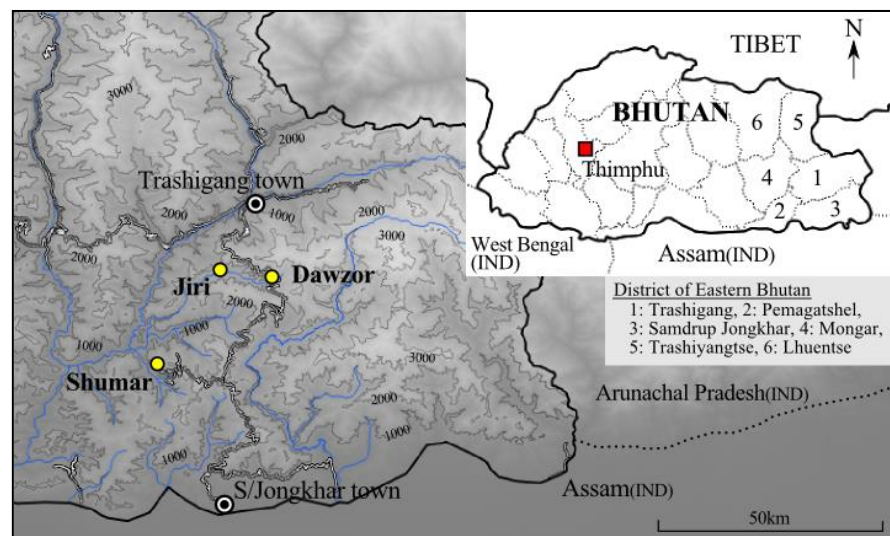 TIBET
N
BHUTAN
Thimphu
6
5
4
1
2
3
West Bengal
(IND)
Assam(IND)
District of Eastern Bhutan
1: Trashigang, 2: Pemagatshel,
3: Samdrup Jongkhar, 4: Mongar,
5: Trashiyangtse, 6: Lhuentse
3000
2000
Trashigang town
1000
2000
2000
3000
2000
Jiri
Dawzor
2000
1000
1000
Shumar
3000
2000
1000
1000
Arunachal Pradesh(IND)
S/Jongkhar town
Assam(IND)
50km